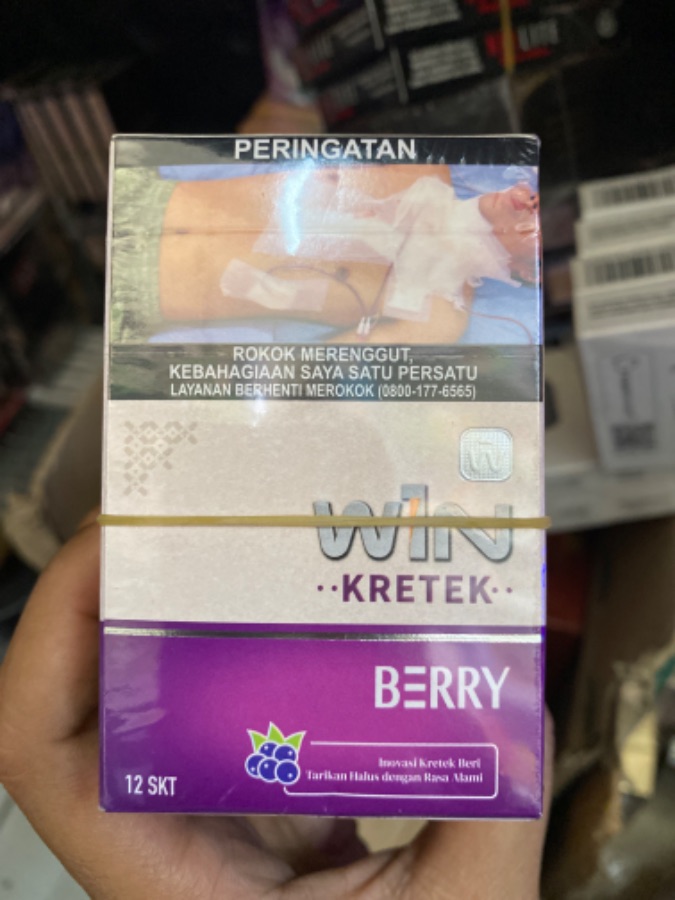 PERINGATAN
ROKOK MERENGGUT,
KEBAHAGIAAN SAYA SATU PERSATU
LAYANAN BERHENTI MEROKOK (0800-177-6565)
WIN
··KRETEK··
BERRY
Inovasi Kretek Beri
Tarikan Halus dengan Rasa Alami
12 SKT